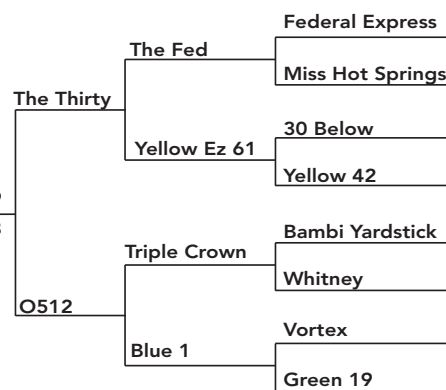 Federal Express
The Fed
Miss Hot Springs
The Thirty
30 Below
Yellow Ez 61
Yellow 42
Bambi Yardstick
Triple Crown
Whitney
O512
Vortex
Blue 1
Green 19